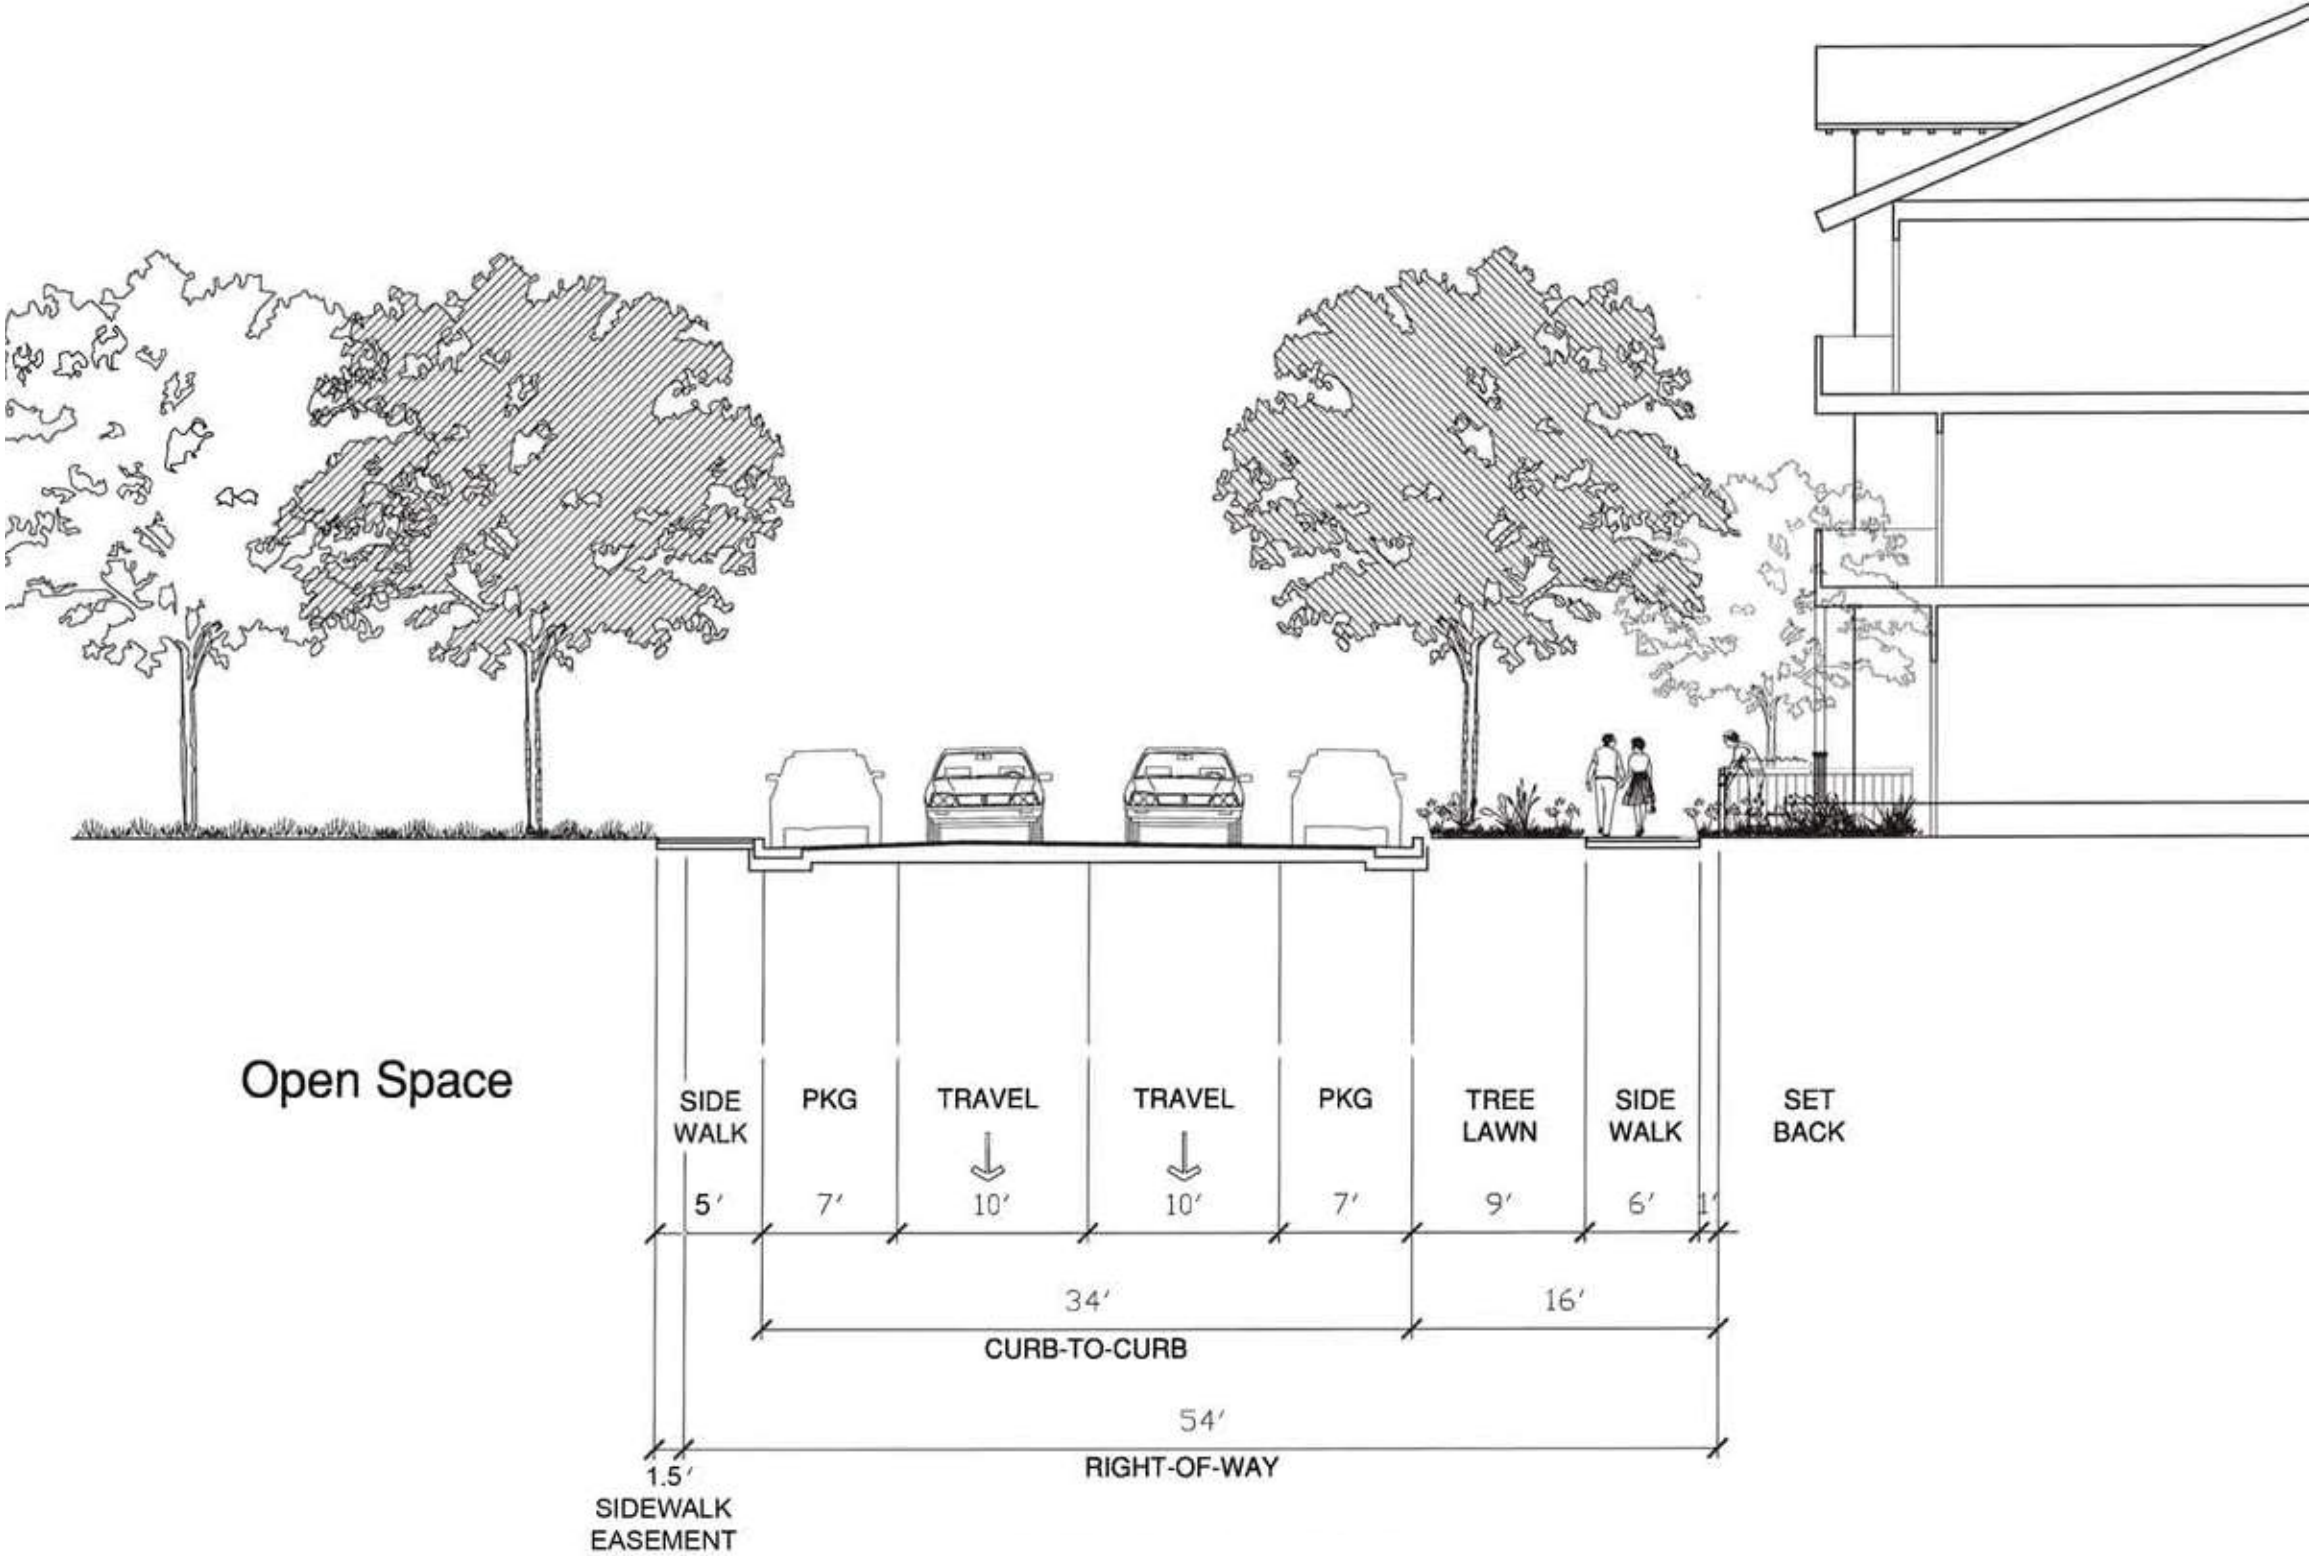 Open Space
SIDE
WALK
PKG
TRAVEL
TRAVEL
PKG
TREE
LAWN
SIDE
WALK
SET
BACK
5'
7'
10'
10'
7'
9'
6'
1'
34'
16'
CURB-TO-CURB
54'
RIGHT-OF-WAY
1.5'
SIDEWALK
EASEMENT